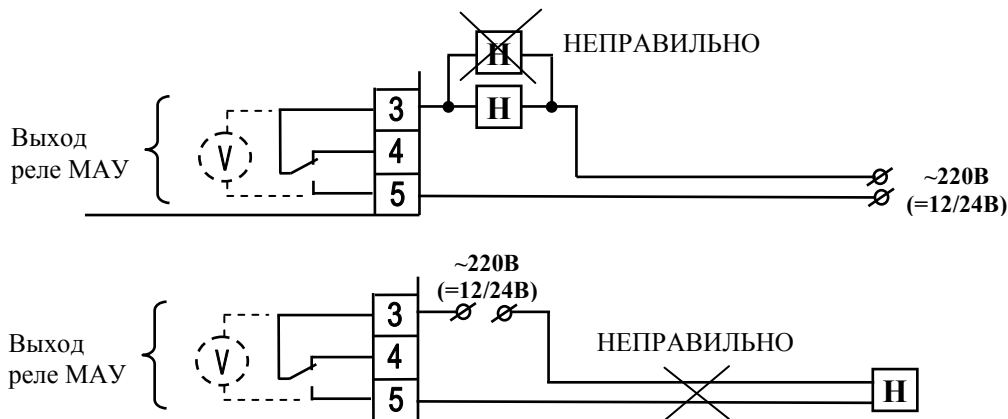 Н
НЕПРАВИЛЬНО
3
Н
Выход
реле МАУ
V
4
5
~220В
(=12/24В)
~220В
(=12/24В)
3
НЕПРАВИЛЬНО
Выход
реле МАУ
V
4
5
Н